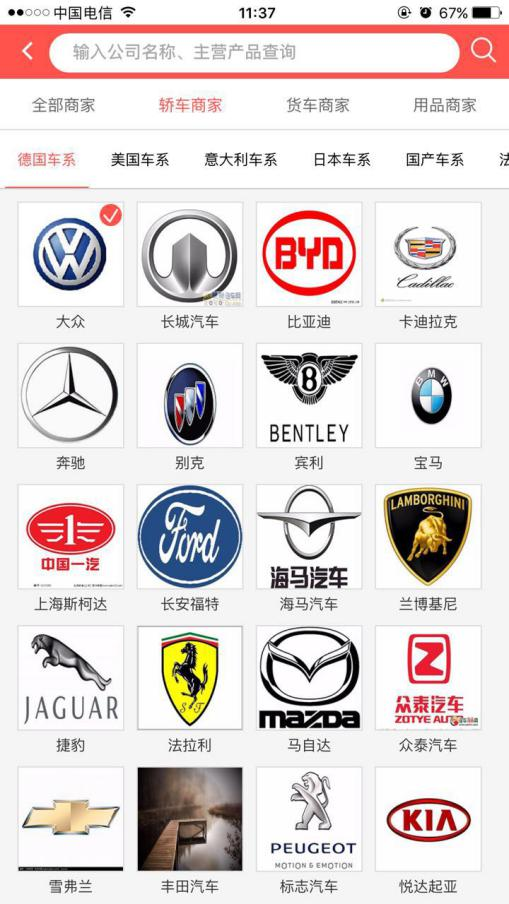 中国电信
11:37
67%
输入公司名称、主营产品查询
全部商家
轿车商家
货车商家
用品商家
德国车系
美国车系
意大利车系
日本车系
国产车系
BYD
Cadillac
大众
长城汽车
比亚迪
卡迪拉克
BENTLEY
BMW
奔驰
别克
宾利
宝马
中国一汽
Ford
海马汽车
LAMBORGHINI
上海斯柯达
长安福特
海马汽车
兰博基尼
JAGUAR
S F
mazda
众泰汽车
ZOTYE AUTO
捷豹
法拉利
马自达
众泰汽车
PEUGEOT
MOTION & EMOTION
KIA
雪弗兰
丰田汽车
标志汽车
悦达起亚